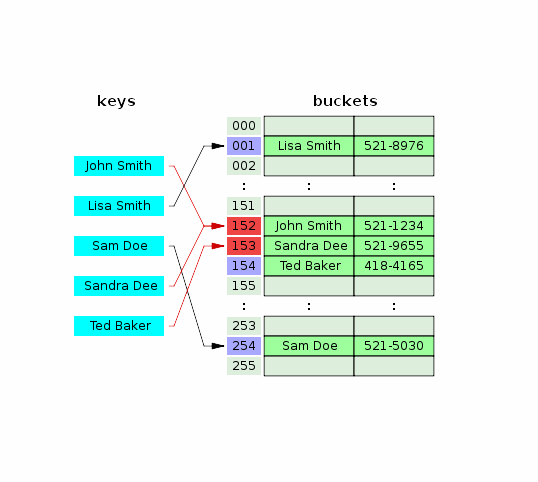 keys
buckets
000
001 Lisa Smith 521-8976
002
: : :
151
152 John Smith 521-1234
153 Sandra Dee 521-9655
154 Ted Baker 418-4165
155
: : :
253
254 Sam Doe 521-5030
255
John Smith
Lisa Smith
Sam Doe
Sandra Dee
Ted Baker